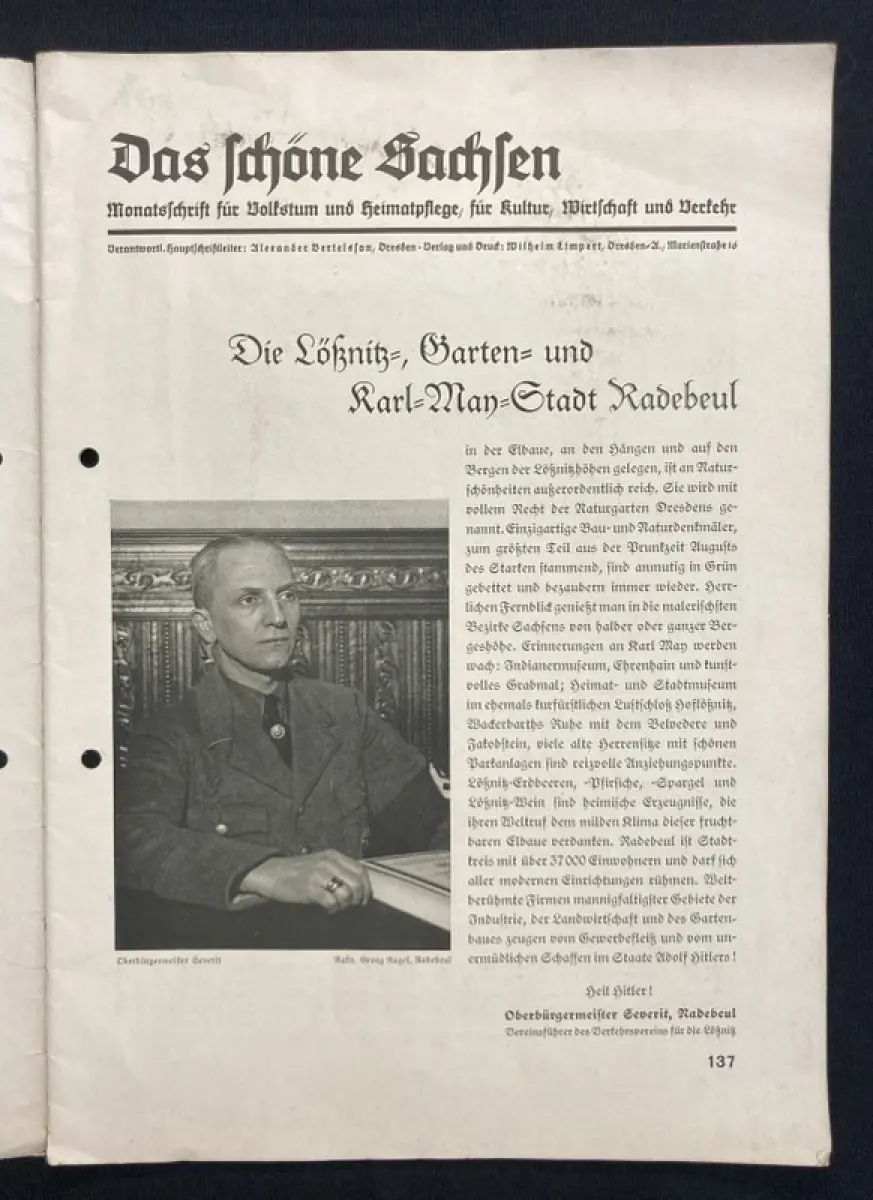 Das schöne Sachsen
Monatsschrift für Volkstum und Heimatpflege, für Kultur, Wirtschaft und Verkehr
Verantwortl. Hauptschriftleiter: Alexander Bertelsson, Dresden - Verlag und Druck: Wilhelm Limpert, Dresden-A., Marienstraße 16
Die Lößnitz-, Garten- und
Karl-May-Stadt Radebeul
in der Elbaue, an den Hängen und auf den
Bergen der Lößnitzhöhen gelegen, ist an Natur-
schönheiten außerordentlich reich. Sie wird mit
vollem Recht der Naturgarten Dresdens ge-
nannt. Einzigartige Bau- und Naturdenkmäler,
zum größten Teil aus der Prunkzeit Augusts
des Starken stammend, sind anmutig in Grün
gebettet und bezaubern immer wieder. Herr-
lichen Fernblick genießt man in die malerischsten
Bezirke Sachsens von halber oder ganzer Ber-
geshöhe. Erinnerungen an Karl May werden
wach: Indianermuseum, Ehrenhain und kunst-
volles Grabmal; Heimat- und Stadtmuseum
im ehemals kurfürstlichen Lustschloß Hoflößnitz,
Wackerbarths Ruhe mit dem Belvedere und
Jakobstein, viele alte Herrensitze mit schönen
Parkanlagen sind reizvolle Anziehungspunkte.
Lößnitz-Erdbeeren, -Pfirsiche, -Spargel und
Lößnitz-Wein sind heimische Erzeugnisse, die
ihren Weltruf dem milden Klima dieser frucht-
baren Elbaue verdanken. Radebeul ist Stadt-
kreis mit über 37000 Einwohnern und darf sich
aller modernen Einrichtungen rühmen. Welt-
berühmte Firmen mannigfaltigster Gebiete der
Industrie, der Landwirtschaft und des Garten-
baues zeugen vom Gewerbefleiß und vom un-
ermüdlichen Schaffen im Staate Adolf Hitlers!
Oberbürgermeister Severit
Aufn. Georg Nagel, Radebeul
Heil Hitler!
Oberbürgermeister Severit, Radebeul
Vereinsführer des Verkehrsvereins für die Lößnitz
137